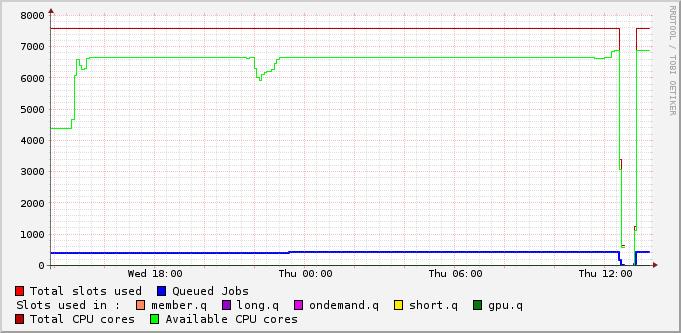 8000
7000
6000
5000
4000
3000
2000
1000
0
Wed 18:00 Thu 00:00 Thu 06:00 Thu 12:00
Total slots used Queued Jobs
Slots used in : member.q long.q ondemand.q short.q gpu.q
Total CPU cores Available CPU cores
RRDTOOL / TOBI OETIKER